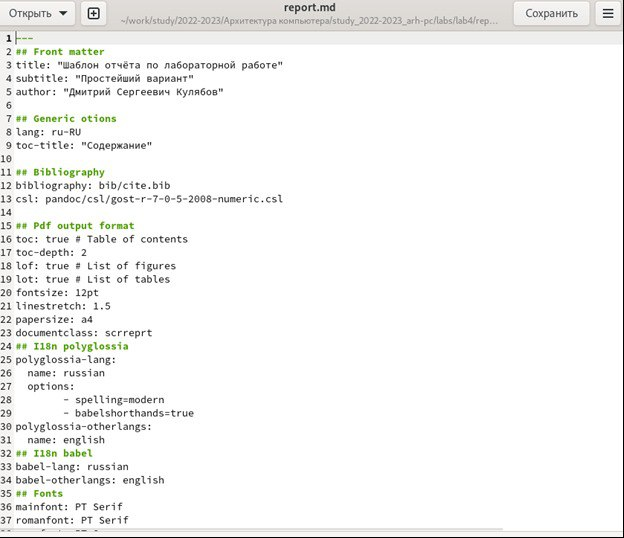 Открыть
report.md
~/work/study/2022-2023/Архитектура компьютера/study_2022-2023_arh-pc/labs/lab4/rep...
Сохранить
1 ---
2 ## Front matter
3 title: "Шаблон отчёта по лабораторной работе"
4 subtitle: "Простейший вариант"
5 author: "Дмитрий Сергеевич Кулябов"
6
7 ## Generic otions
8 lang: ru-RU
9 toc-title: "Содержание"
10
11 ## Bibliography
12 bibliography: bib/cite.bib
13 csl: pandoc/csl/gost-r-7-0-5-2008-numeric.csl
14
15 ## Pdf output format
16 toc: true # Table of contents
17 toc-depth: 2
18 lof: true # List of figures
19 lot: true # List of tables
20 fontsize: 12pt
21 linestretch: 1.5
22 papersize: a4
23 documentclass: scrreprt
24 ## I18n polyglossia
25 polyglossia-lang:
26   name: russian
27   options:
28         - spelling=modern
29         - babelshorthands=true
30 polyglossia-otherlangs:
31   name: english
32 ## I18n babel
33 babel-lang: russian
34 babel-otherlangs: english
35 ## Fonts
36 mainfont: PT Serif
37 romanfont: PT Serif